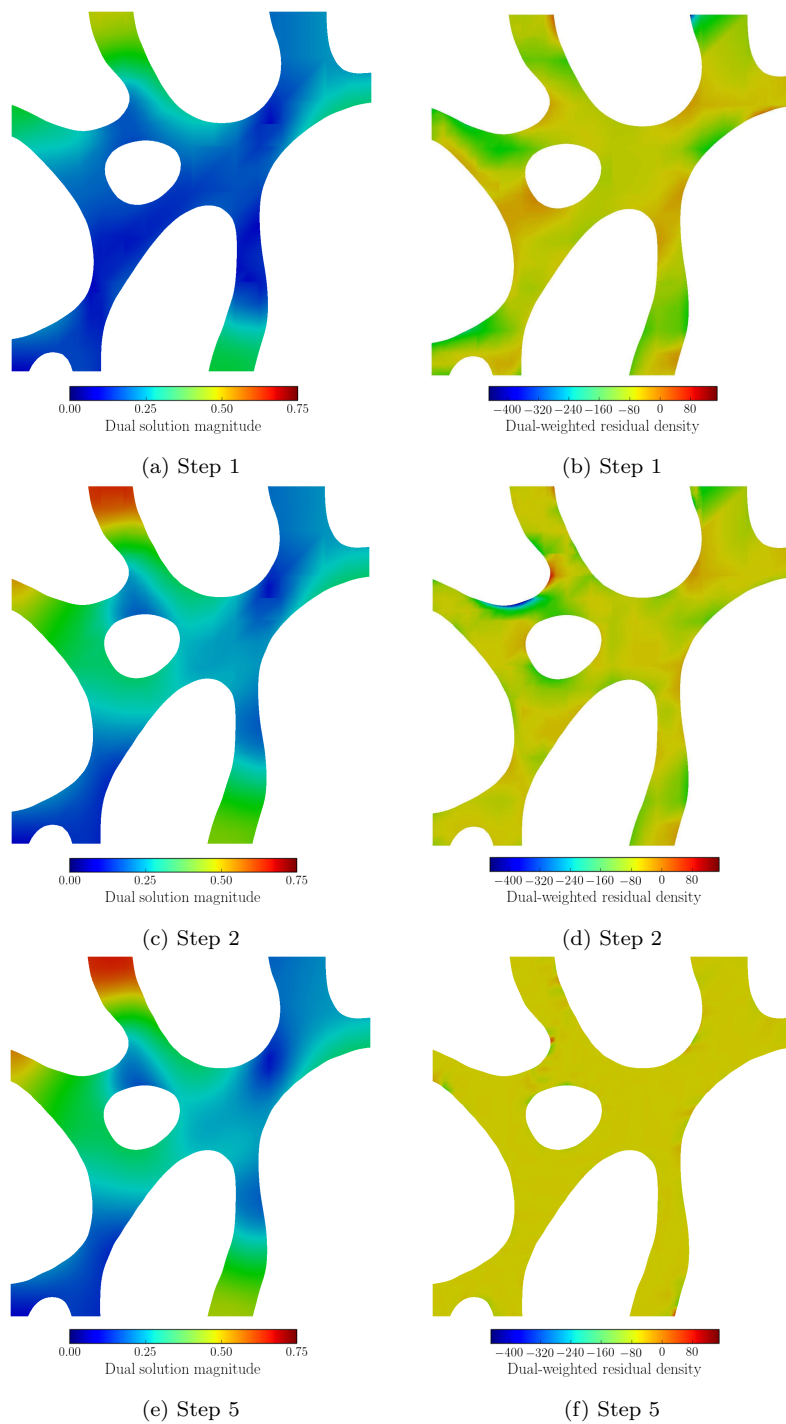 0.00 0.25 0.50 0.75 −400 −320 −240 −160 −80 0 80
Dual solution magnitude Dual-weighted residual density
(a) Step 1 (b) Step 1
0.00 0.25 0.50 0.75 −400 −320 −240 −160 −80 0 80
Dual solution magnitude Dual-weighted residual density
(c) Step 2 (d) Step 2
0.00 0.25 0.50 0.75 −400 −320 −240 −160 −80 0 80
Dual solution magnitude Dual-weighted residual density
(e) Step 5 (f) Step 5